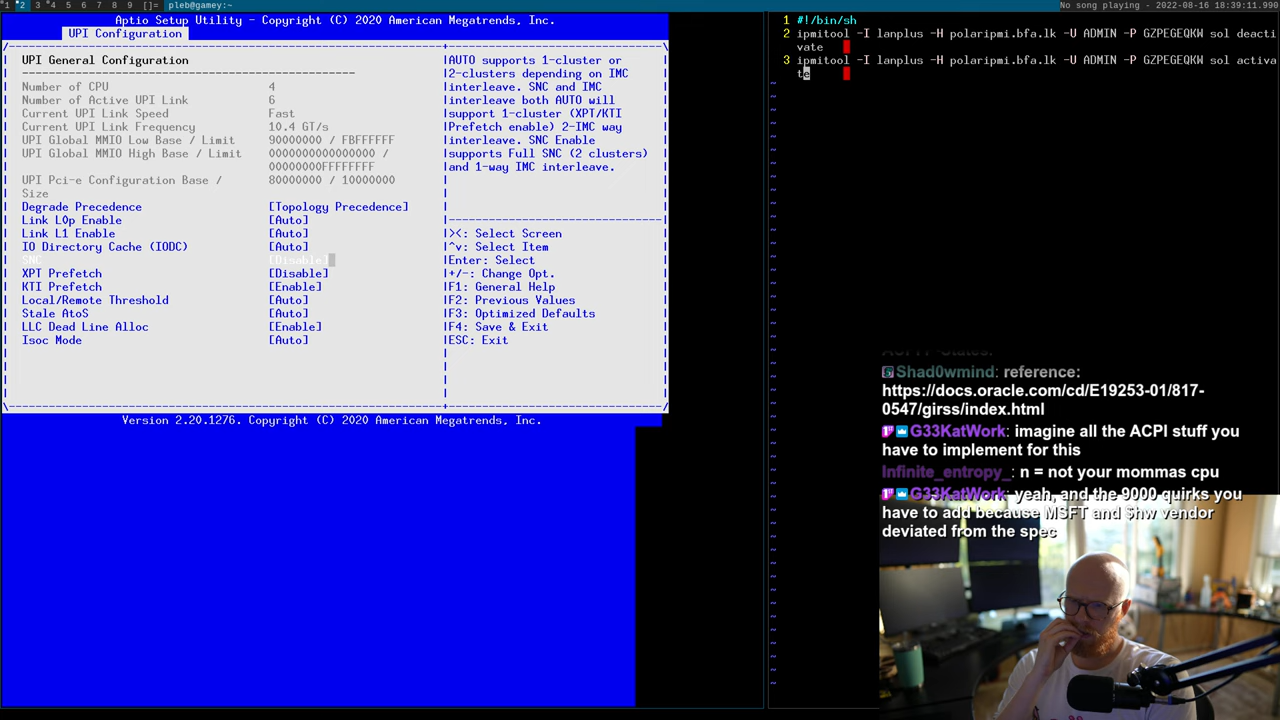 1 2 3 4 5 6 7 8 9 []= pleb@gamey:~ No song playing - 2022-08-16 18:39:11.990
Aptio Setup Utility - Copyright (C) 2020 American Megatrends, Inc.
UPI Configuration
UPI General Configuration
Number of CPU 4
Number of Active UPI Link 6
Current UPI Link Speed Fast
Current UPI Link Frequency 10.4 GT/s
UPI Global MMIO Low Base / Limit 90000000 / FBFFFFFF
UPI Global MMIO High Base / Limit 0000000000000000 /
00000000FFFFFFFF
UPI Pci-e Configuration Base / 80000000 / 10000000
Size
Degrade Precedence [Topology Precedence]
Link L0p Enable [Auto]
Link L1 Enable [Auto]
IO Directory Cache (IODC) [Auto]
SNC [Disable]
XPT Prefetch [Disable]
KTI Prefetch [Enable]
Local/Remote Threshold [Auto]
Stale AtoS [Auto]
LLC Dead Line Alloc [Enable]
Isoc Mode [Auto]
AUTO supports 1-cluster or
2-clusters depending on IMC
interleave. SNC and IMC
interleave both AUTO will
support 1-cluster (XPT/KTI
Prefetch enable) 2-IMC way
interleave. SNC Enable
supports Full SNC (2 clusters)
and 1-way IMC interleave.
><: Select Screen
^v: Select Item
Enter: Select
+/-: Change Opt.
F1: General Help
F2: Previous Values
F3: Optimized Defaults
F4: Save & Exit
ESC: Exit
Version 2.20.1276. Copyright (C) 2020 American Megatrends, Inc.
1 #!/bin/sh
2 ipmitool -I lanplus -H polaripmi.bfa.lk -U ADMIN -P GZPEGEQKW sol deacti
vate
3 ipmitool -I lanplus -H polaripmi.bfa.lk -U ADMIN -P GZPEGEQKW sol activa
te
Shad0wmind: reference:
https://docs.oracle.com/cd/E19253-01/817-
0547/girss/index.html
G33KatWork: imagine all the ACPI stuff you
have to implement for this
Infinite_entropy_: n = not your mommas cpu
G33KatWork: yeah, and the 9000 quirks you
have to add because MSFT and $hw vendor
deviated from the spec